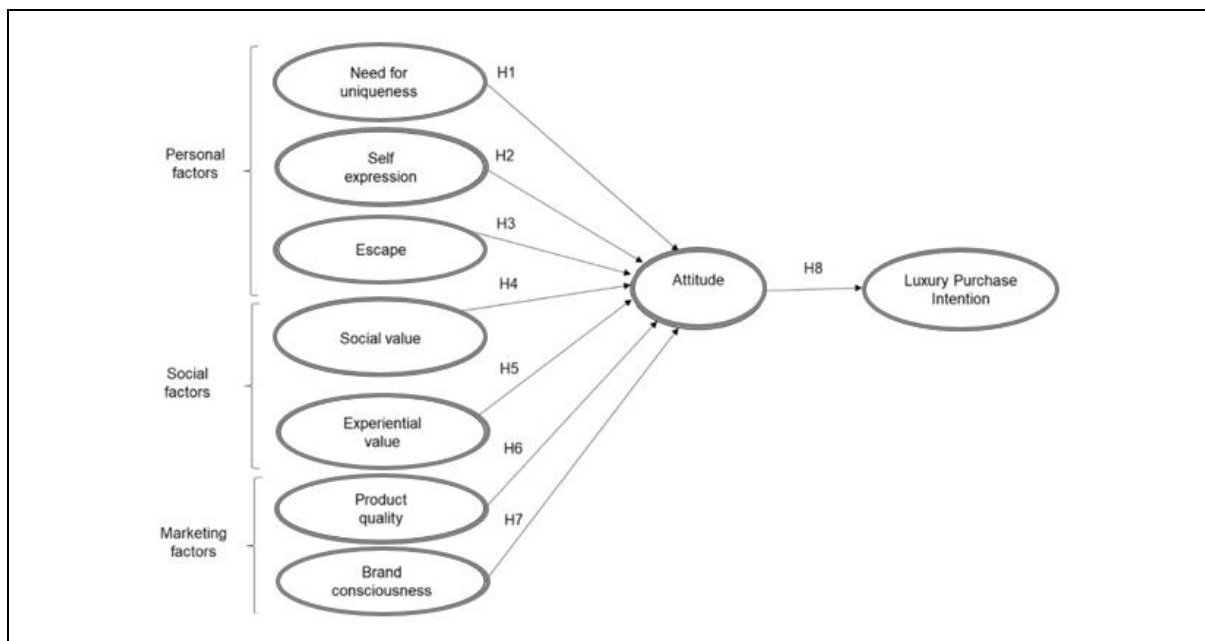 Need for
uniqueness
H1
Personal
factors
Self
expression
H2
Escape
H3
Social
factors
Social value
H4
Experiential
value
H5
Marketing
factors
Product
quality
H6
Brand
consciousness
H7
Attitude
H8
Luxury Purchase
Intention